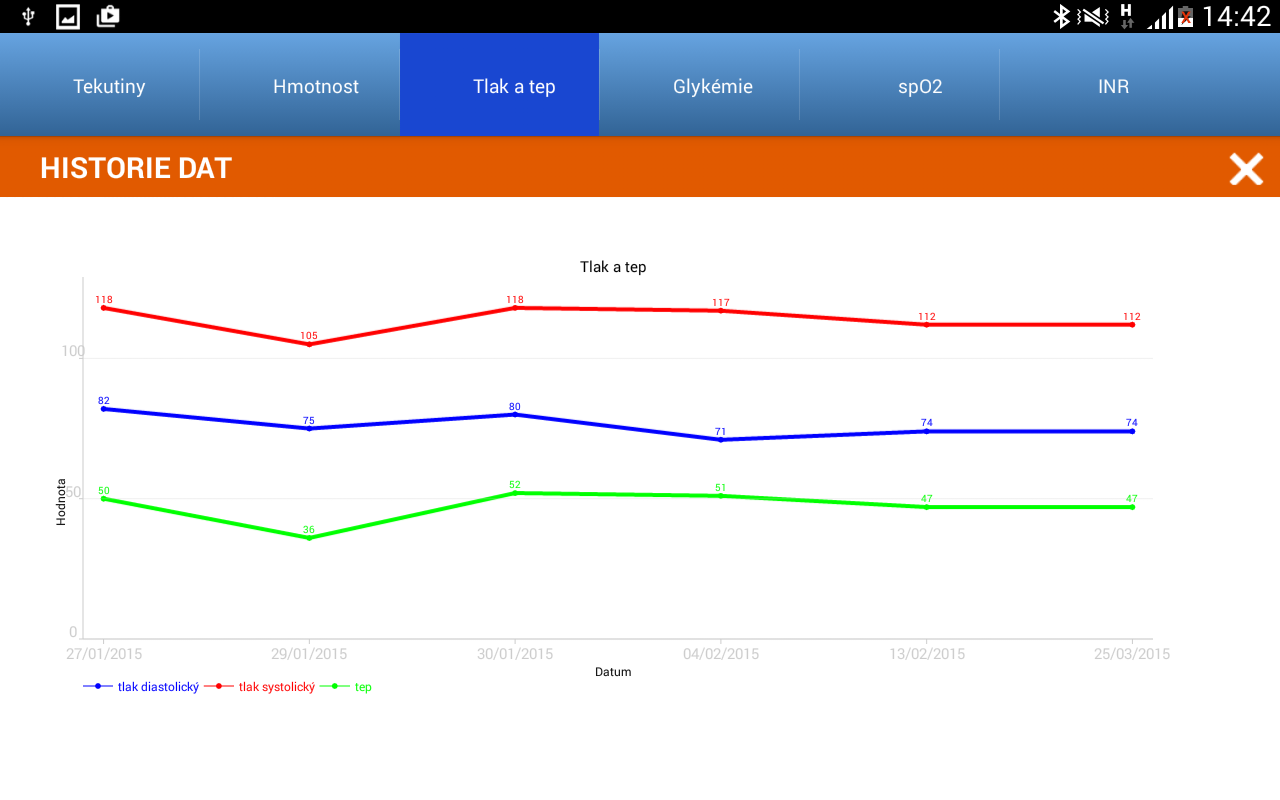 H 14:42
Tekutiny Hmotnost Tlak a tep Glykémie spO2 INR
HISTORIE DAT
Tlak a tep
118 105 118 117 112 112
100
82 75 80 71 74 74
50
50 36 52 51 47 47
Hodnota
0
27/01/2015 29/01/2015 30/01/2015 04/02/2015 13/02/2015 25/03/2015
Datum
tlak diastolický tlak systolický tep